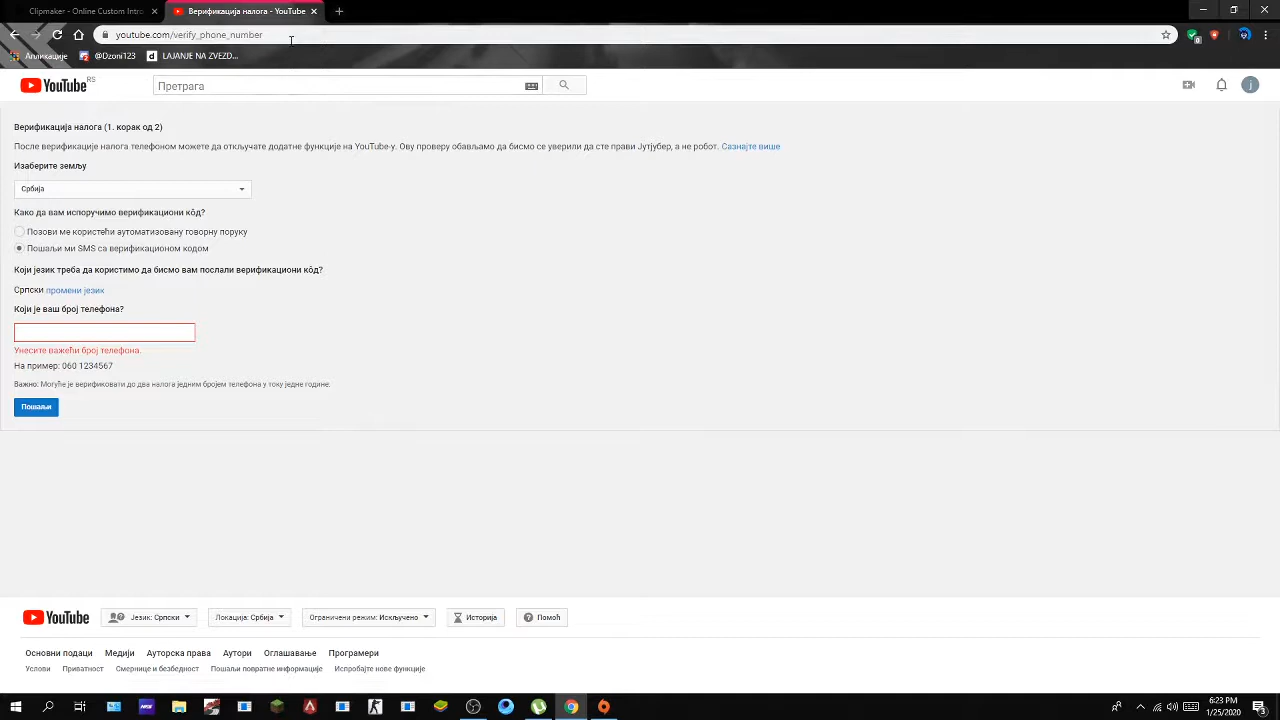 Clipmaker - Online Custom Intro
Верификација налога - YouTube
youtube.com/verify_phone_number
Апликације
@Dzoni123
LAJANJE NA ZVEZD...
YouTube RS
Претрага
j
Верификација налога (1. корак од 2)
После верификације налога телефоном можете да откључате додатне функције на YouTube-у. Ову проверу обављамо да бисмо се уверили да сте прави Јутјубер, а не робот. Сазнајте више
Изаберите земљу
Србија
Како да вам испоручимо верификациони кôд?
Позови ме користећи аутоматизовану говорну поруку
Пошаљи ми SMS са верификационом кодом
Који језик треба да користимо да бисмо вам послали верификациони кôд?
Српски промени језик
Који је ваш број телефона?
Унесите важећи број телефона.
На пример: 060 1234567
Важно: Могуће је верификовати до два налога једним бројем телефона у току једне године.
Пошаљи
YouTube
Језик: Српски
Локација: Србија
Ограничени режим: Искључено
Историја
Помоћ
Основни подаци Медији Ауторска права Аутори Оглашавање Програмери
Услови Приватност Смернице и безбедност Пошаљи повратне информације Испробајте нове функције
6:23 PM
1/25/2020